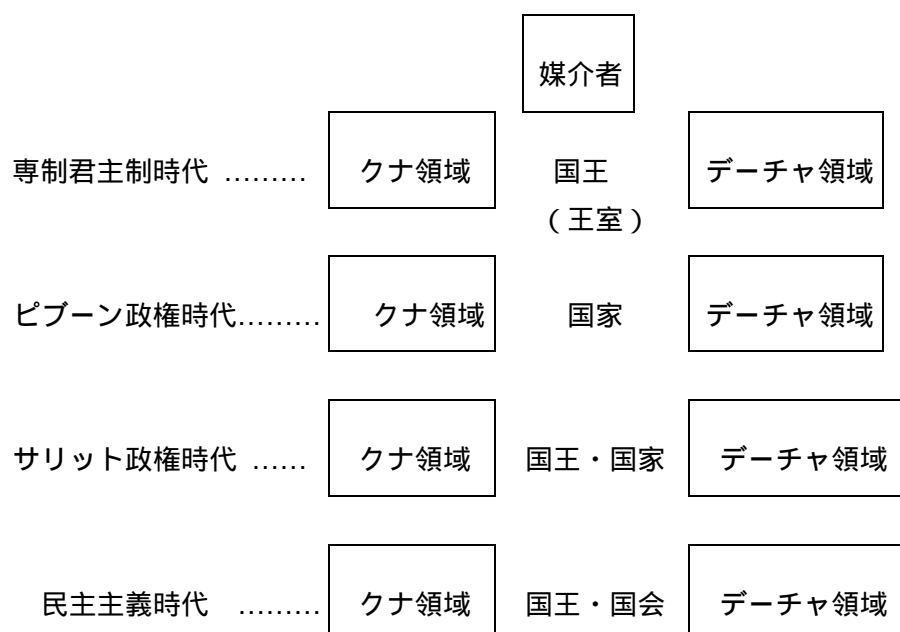 媒介者
専制君主制時代 ......... クナ領域 国王 デーチャ領域
(王室)
ピブーン政権時代......... クナ領域 国家 デーチャ領域
サリット政権時代 ...... クナ領域 国王・国家 デーチャ領域
民主主義時代 ......... クナ領域 国王・国会 デーチャ領域